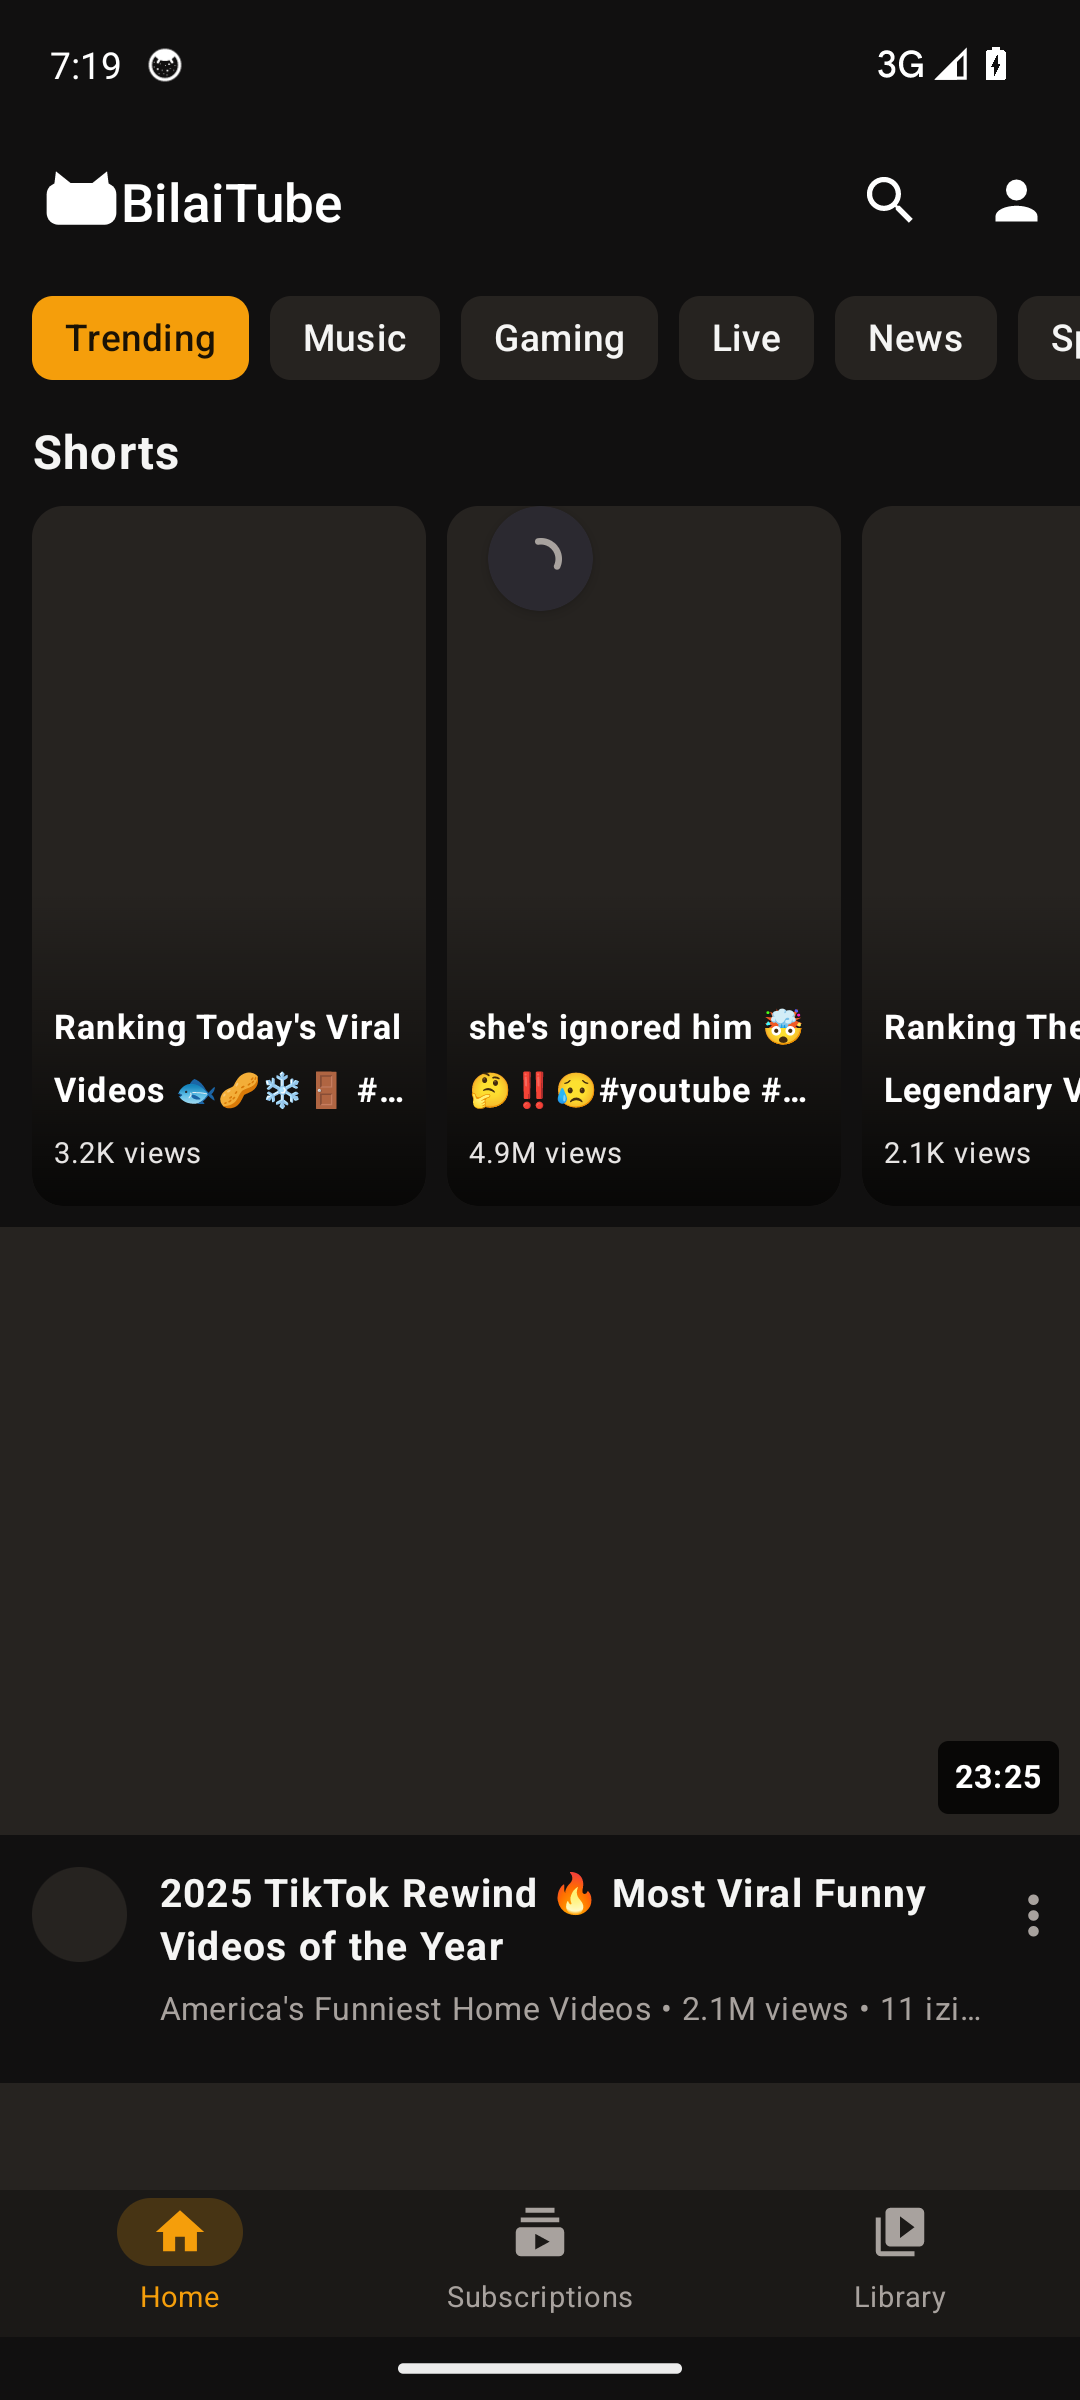 7:19
3G
BilaiTube
Trending
Music
Gaming
Live
News
Sp
Shorts
Ranking Today's Viral
Videos 🐟🥜❄️🚪 #...
3.2K views
she's ignored him 🤯
🤔‼️😥#youtube #...
4.9M views
Ranking The
Legendary V
2.1K views
23:25
2025 TikTok Rewind 🔥 Most Viral Funny
Videos of the Year
America's Funniest Home Videos • 2.1M views • 11 izi...
Home
Subscriptions
Library